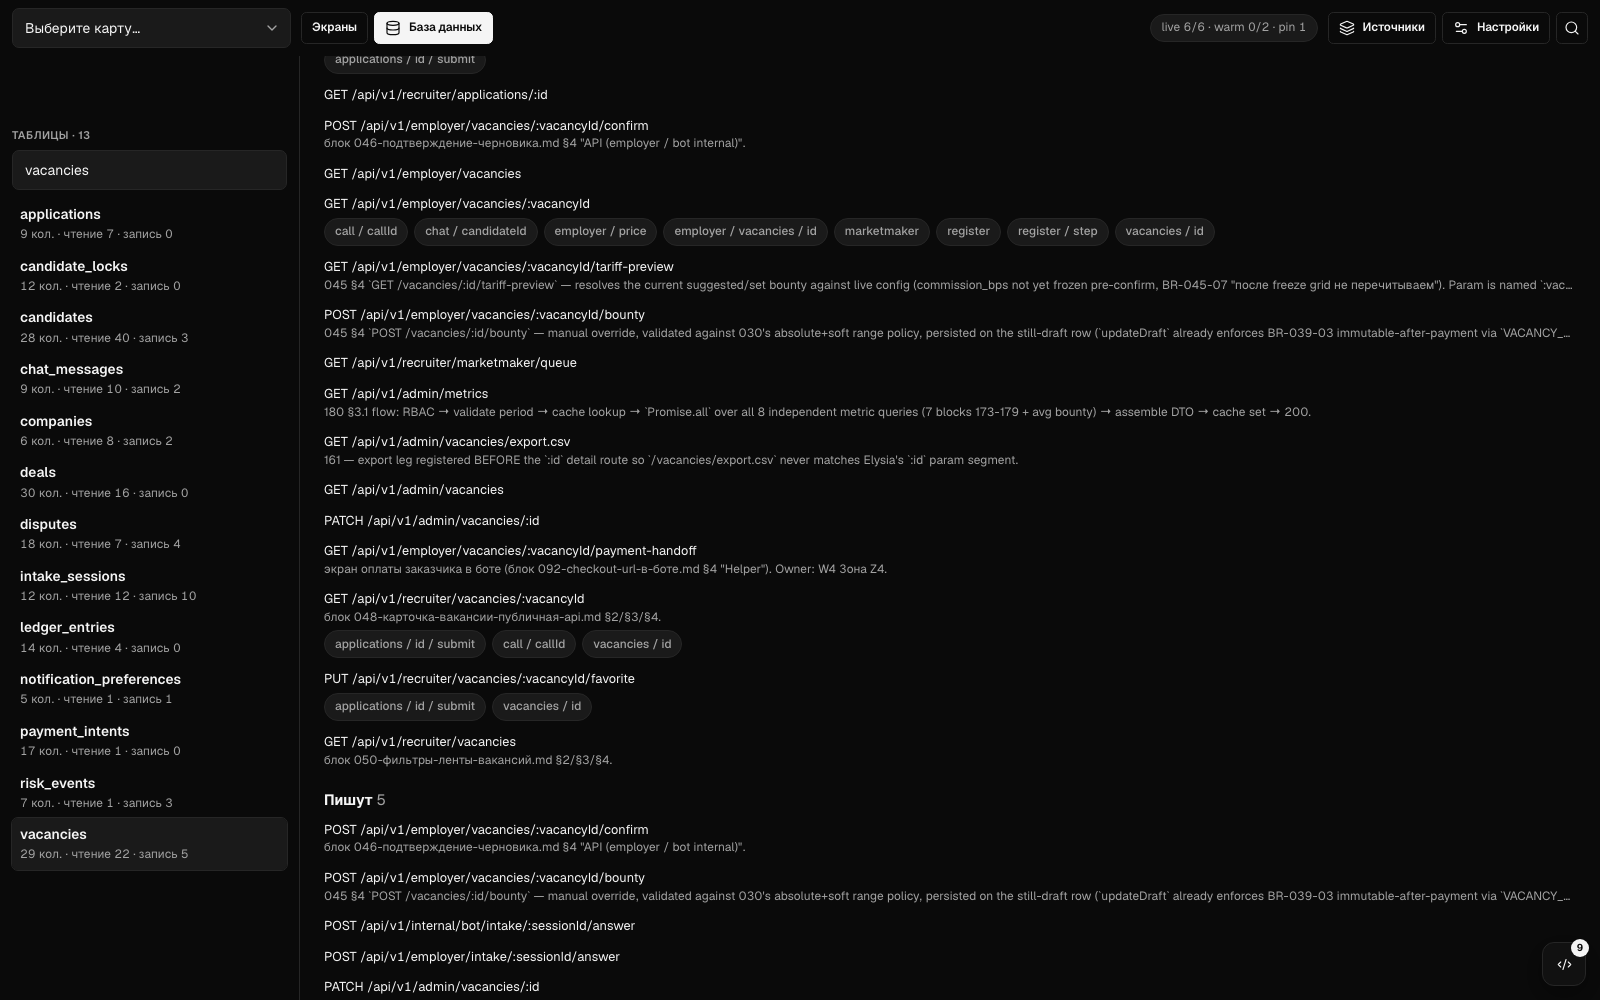 Выберите карту...
Экраны
База данных
live 6/6 · warm 0/2 · pin 1
Источники
Настройки
ТАБЛИЦЫ · 13
vacancies
applications
9 кол. · чтение 7 · запись 0
candidate_locks
12 кол. · чтение 2 · запись 0
candidates
28 кол. · чтение 40 · запись 3
chat_messages
9 кол. · чтение 10 · запись 2
companies
6 кол. · чтение 8 · запись 2
deals
30 кол. · чтение 16 · запись 0
disputes
18 кол. · чтение 7 · запись 4
intake_sessions
12 кол. · чтение 12 · запись 10
ledger_entries
14 кол. · чтение 4 · запись 0
notification_preferences
5 кол. · чтение 1 · запись 1
payment_intents
17 кол. · чтение 1 · запись 0
risk_events
7 кол. · чтение 1 · запись 3
vacancies
29 кол. · чтение 22 · запись 5
applications / id / submit
GET /api/v1/recruiter/applications/:id
POST /api/v1/employer/vacancies/:vacancyId/confirm
блок 046-подтверждение-черновика.md §4 "API (employer / bot internal)".
GET /api/v1/employer/vacancies
GET /api/v1/employer/vacancies/:vacancyId
call / callId
chat / candidateId
employer / price
employer / vacancies / id
marketmaker
register
register / step
vacancies / id
GET /api/v1/employer/vacancies/:vacancyId/tariff-preview
045 §4 `GET /vacancies/:id/tariff-preview` — resolves the current suggested/set bounty against live config (commission_bps not yet frozen pre-confirm, BR-045-07 "после freeze grid не перечитываем"). Param is named `:vac...
POST /api/v1/employer/vacancies/:vacancyId/bounty
045 §4 `POST /vacancies/:id/bounty` — manual override, validated against 030's absolute+soft range policy, persisted on the still-draft row (`updateDraft` already enforces BR-039-03 immutable-after-payment via `VACANCY_...
GET /api/v1/recruiter/marketmaker/queue
GET /api/v1/admin/metrics
180 §3.1 flow: RBAC → validate period → cache lookup → `Promise.all` over all 8 independent metric queries (7 blocks 173-179 + avg bounty) → assemble DTO → cache set → 200.
GET /api/v1/admin/vacancies/export.csv
161 — export leg registered BEFORE the `:id` detail route so `/vacancies/export.csv` never matches Elysia's `:id` param segment.
GET /api/v1/admin/vacancies
PATCH /api/v1/admin/vacancies/:id
GET /api/v1/employer/vacancies/:vacancyId/payment-handoff
экран оплаты заказчика в боте (блок 092-checkout-url-в-боте.md §4 "Helper"). Owner: W4 Зона Z4.
GET /api/v1/recruiter/vacancies/:vacancyId
блок 048-карточка-вакансии-публичная-api.md §2/§3/§4.
applications / id / submit
call / callId
vacancies / id
PUT /api/v1/recruiter/vacancies/:vacancyId/favorite
applications / id / submit
vacancies / id
GET /api/v1/recruiter/vacancies
блок 050-фильтры-ленты-вакансий.md §2/§3/§4.
Пишут 5
POST /api/v1/employer/vacancies/:vacancyId/confirm
блок 046-подтверждение-черновика.md §4 "API (employer / bot internal)".
POST /api/v1/employer/vacancies/:vacancyId/bounty
045 §4 `POST /vacancies/:id/bounty` — manual override, validated against 030's absolute+soft range policy, persisted on the still-draft row (`updateDraft` already enforces BR-039-03 immutable-after-payment via `VACANCY_...
POST /api/v1/internal/bot/intake/:sessionId/answer
POST /api/v1/employer/intake/:sessionId/answer
PATCH /api/v1/admin/vacancies/:id
9